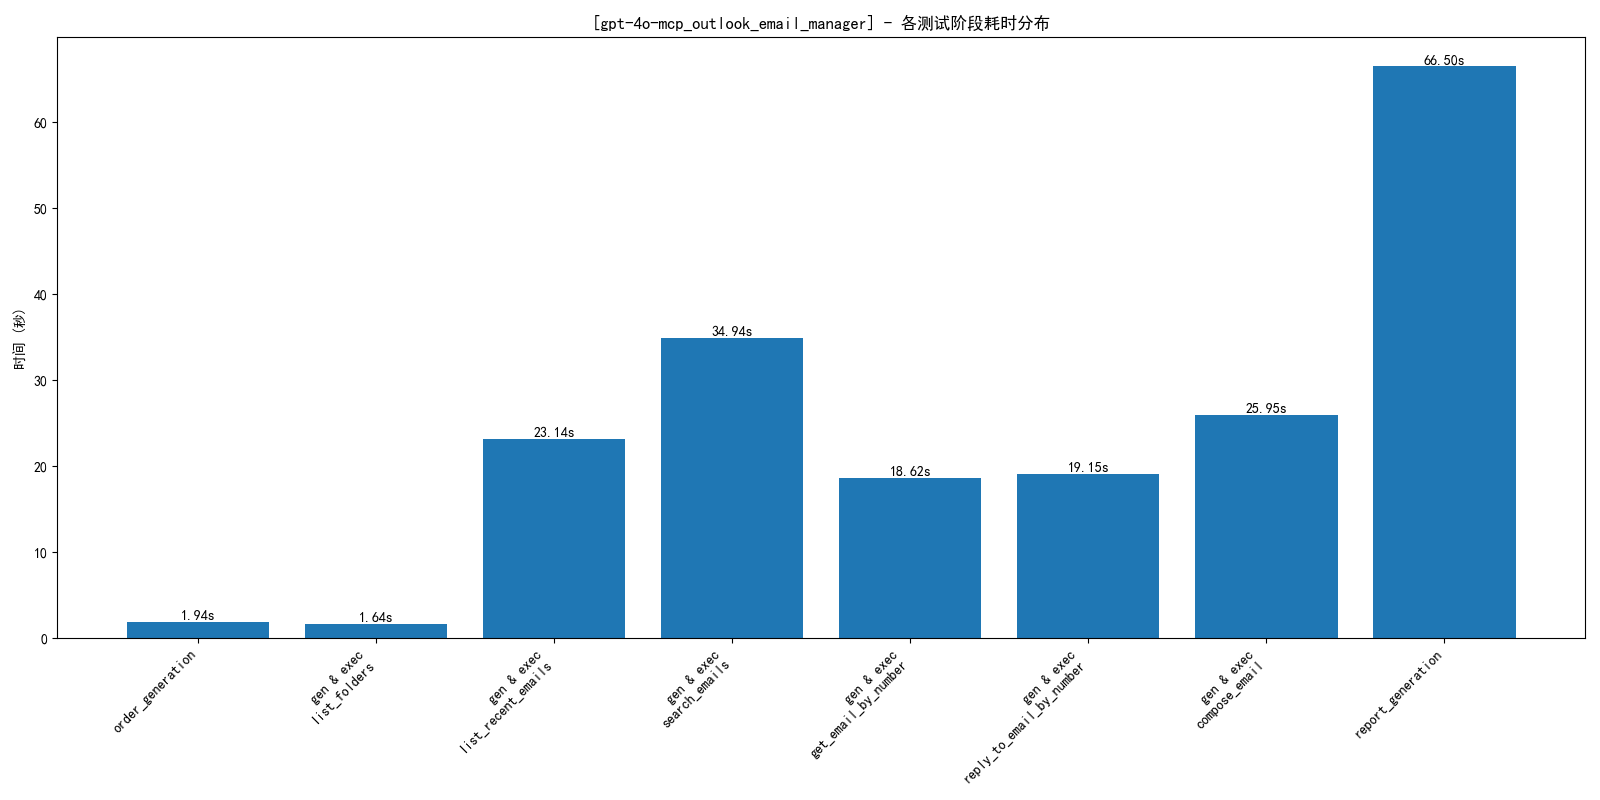 [gpt-4o-mcp_outlook_email_manager] - 各测试阶段耗时分布
时间 (秒)
60
50
40
30
20
10
0
1.94s
1.64s
23.14s
34.94s
18.62s
19.15s
25.95s
66.50s
order_generation
gen & exec
list_folders
gen & exec
list_recent_emails
gen & exec
search_emails
gen & exec
get_email_by_number
gen & exec
reply_to_email_by_number
gen & exec
compose_email
report_generation